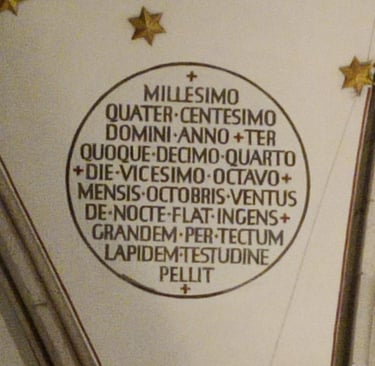 +
MILLESIMO
QUATER·CENTESIMO
DOMINI·ANNO+TER
QUOQUE·DECIMO·QUARTO
+DIE·VICESIMO·OCTAVO+
MENSIS·OCTOBRIS·VENTUS
DE·NOCTE·FLAT·INGENS+
GRANDEM·PER·TECTUM
LAPIDEM·TESTUDINE
PELLIT
+